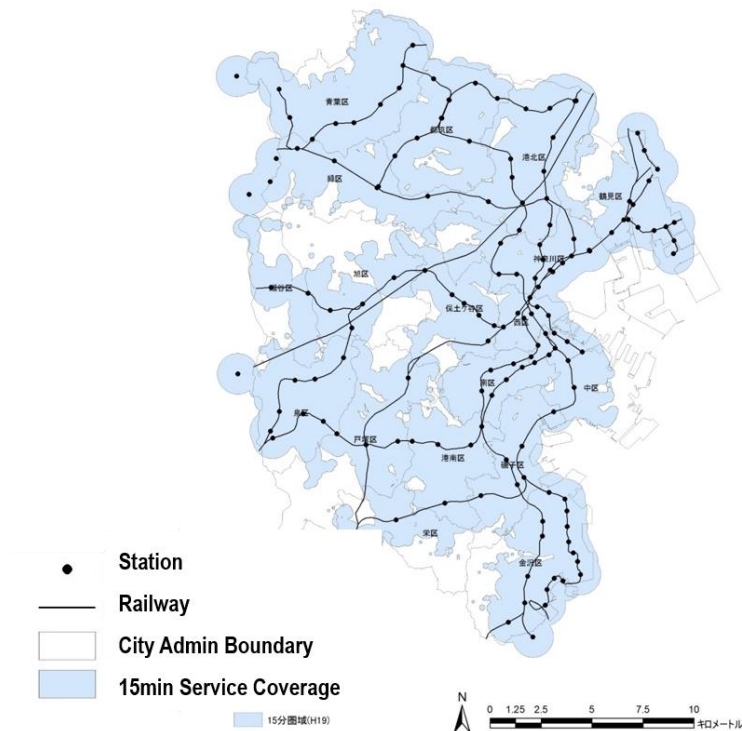 青葉区
都筑区
港北区
緑区
鶴見区
神奈川区
旭区
瀬谷区
保土ケ谷区
西区
中区
南区
泉区
戸塚区
港南区
磯子区
栄区
金沢区
Station
Railway
City Admin Boundary
15min Service Coverage
15分圏域(H19)
N
0 1.25 2.5 5 7.5 10
キロメートル